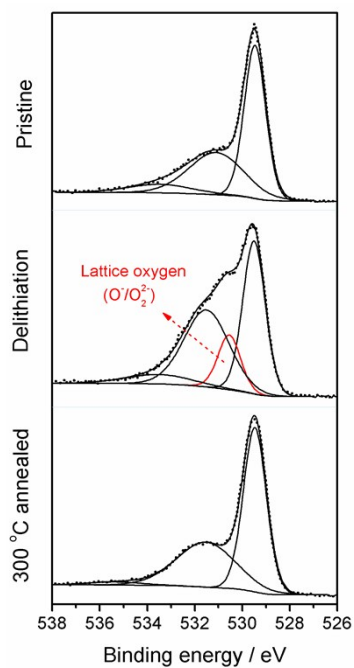 Pristine
Delithiation
Lattice oxygen
(O⁻/O₂²⁻)
300 °C annealed
538 536 534 532 530 528 526
Binding energy / eV